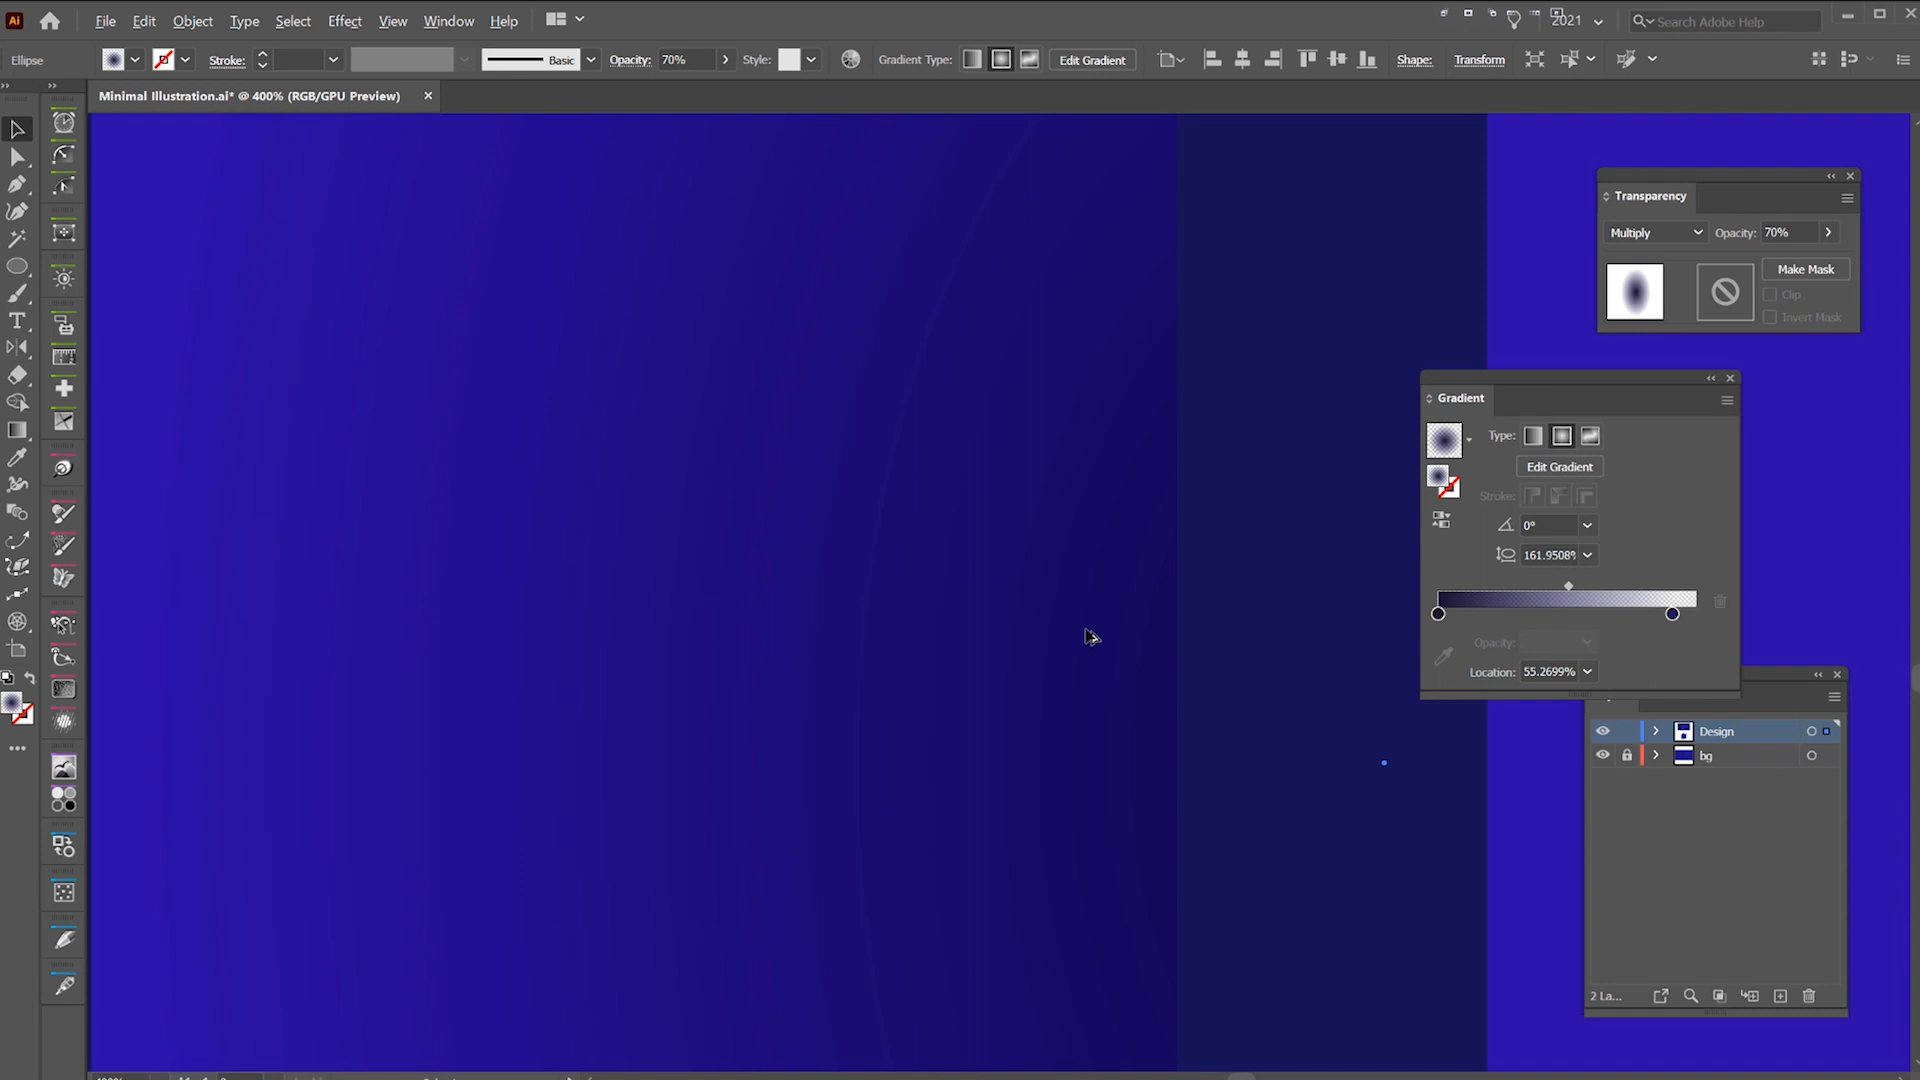 Ai File Edit Object Type Select Effect View Window Help 2021 Search Adobe Help
Ellipse Stroke: Basic Opacity: 70% Style: Gradient Type: Edit Gradient Shape: Transform
Minimal Illustration.ai* @ 400% (RGB/GPU Preview)
Transparency
Multiply Opacity: 70%
Make Mask
Clip
Invert Mask
Gradient
Type:
Edit Gradient
Stroke:
0°
161.9508%
Opacity:
Location: 55.2699%
Design
bg
2 La...